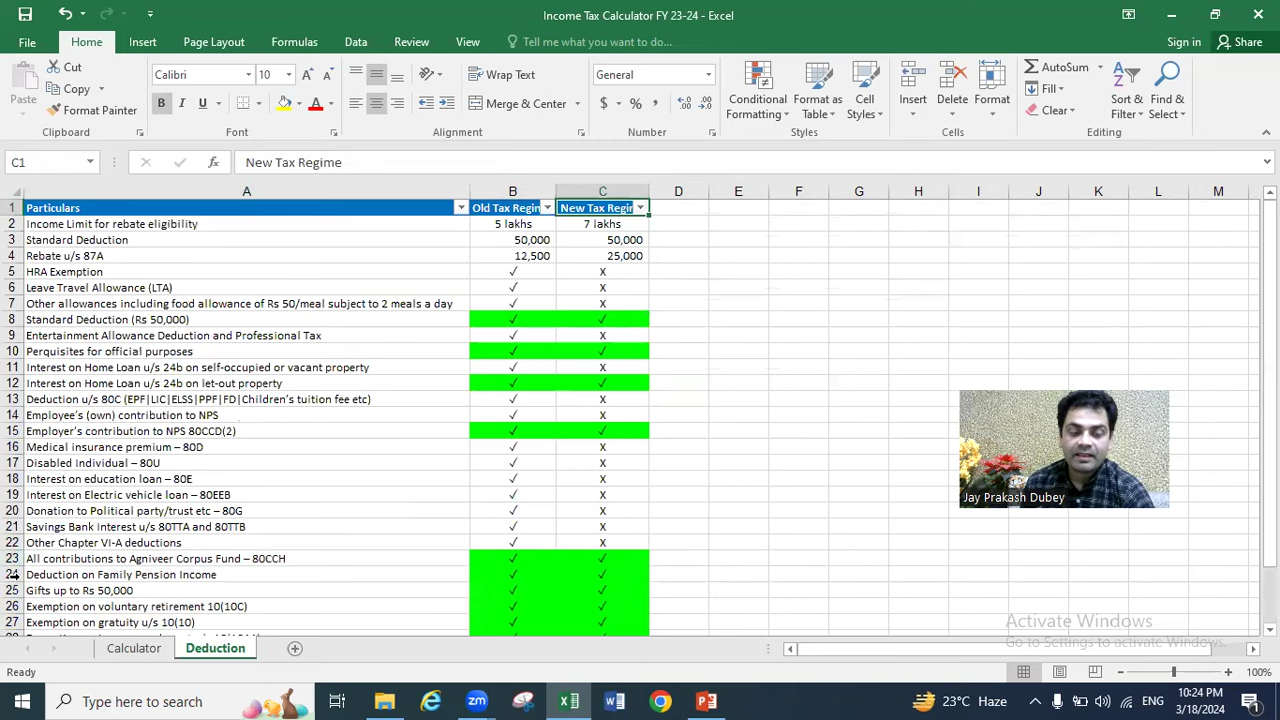 Income Tax Calculator FY 23-24 - Excel
File Home Insert Page Layout Formulas Data Review View Tell me what you want to do... Sign in Share
Paste Cut Copy Format Painter Clipboard
Calibri 10 B I U A Font
Wrap Text Merge & Center Alignment
General $ % , Number
Conditional Formatting Format as Table Cell Styles Styles
Insert Delete Format Cells
AutoSum Fill Clear Sort & Filter Find & Select Editing
C1 fx New Tax Regime
A B C D E F G H I J K L M
1 Particulars Old Tax Regin New Tax Regin
2 Income Limit for rebate eligibility 5 lakhs 7 lakhs
3 Standard Deduction 50,000 50,000
4 Rebate u/s 87A 12,500 25,000
5 HRA Exemption ✓ X
6 Leave Travel Allowance (LTA) ✓ X
7 Other allowances including food allowance of Rs 50/meal subject to 2 meals a day ✓ X
8 Standard Deduction (Rs 50,000) ✓ ✓
9 Entertainment Allowance Deduction and Professional Tax ✓ X
10 Perquisites for official purposes ✓ ✓
11 Interest on Home Loan u/s 24b on self-occupied or vacant property ✓ X
12 Interest on Home Loan u/s 24b on let-out property ✓ ✓
13 Deduction u/s 80C (EPF|LIC|ELSS|PPF|FD|Children's tuition fee etc) ✓ X
14 Employee's (own) contribution to NPS ✓ X
15 Employer's contribution to NPS 80CCD(2) ✓ ✓
16 Medical insurance premium – 80D ✓ X
17 Disabled Individual – 80U ✓ X
18 Interest on education loan – 80E ✓ X
19 Interest on Electric vehicle loan – 80EEB ✓ X
20 Donation to Political party/trust etc – 80G ✓ X
21 Savings Bank Interest u/s 80TTA and 80TTB ✓ X
22 Other Chapter VI-A deductions ✓ X
23 All contributions to Agniveer Corpus Fund – 80CCH ✓ ✓
24 Deduction on Family Pension Income ✓ ✓
25 Gifts up to Rs 50,000 ✓ ✓
26 Exemption on voluntary retirement 10(10C) ✓ ✓
27 Exemption on gratuity u/s 10(10) ✓ ✓
Jay Prakash Dubey
Activate Windows
Go to Settings to activate Windows.
Calculator Deduction
Ready 100%
Type here to search 23°C Haze ENG 10:24 PM 3/18/2024 1